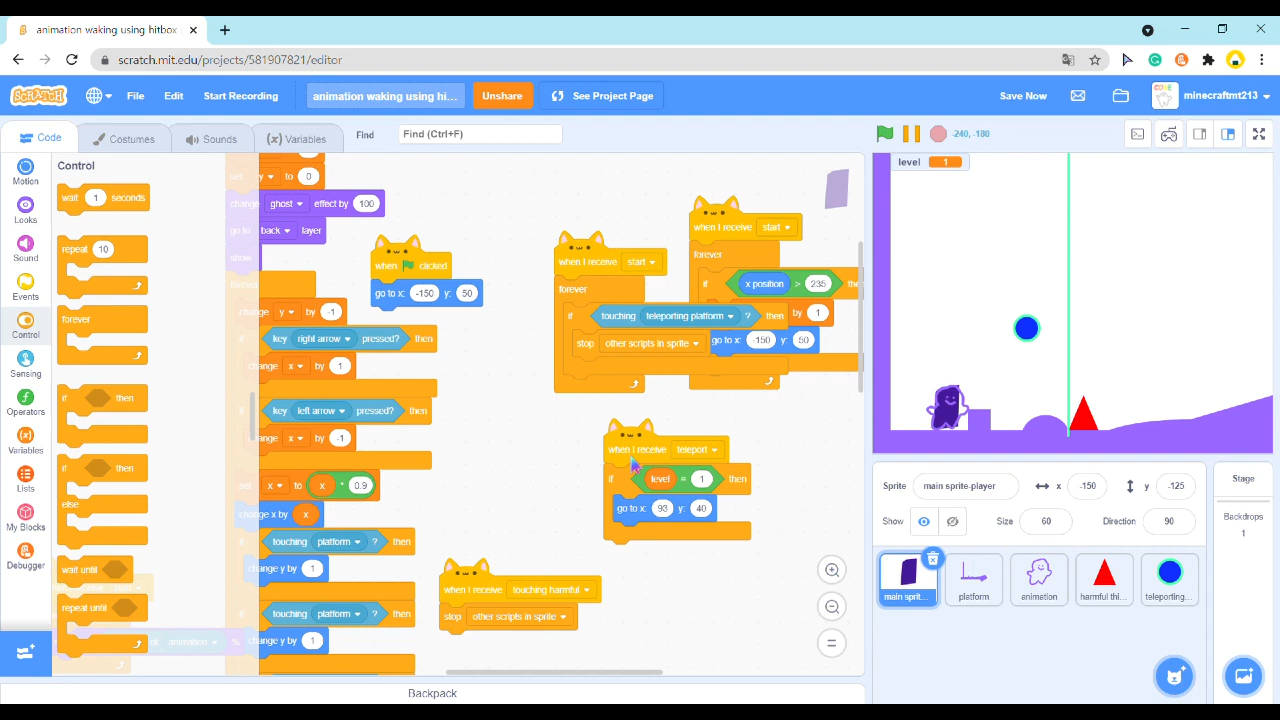 animation waking using hitbox
scratch.mit.edu/projects/581907821/editor
SCRATCH
File
Edit
Start Recording
animation waking using hi...
Unshare
See Project Page
Save Now
minecraftmt213
Code
Costumes
Sounds
(x) Variables
Find
Find (Ctrl+F)
-240, -180
Motion
Looks
Sound
Events
Control
Sensing
Operators
Lists
My Blocks
Debugger
Control
wait 1 seconds
repeat 10
forever
if then
if then
else
wait until
repeat until
set y to 0
change ghost effect by 100
go to back layer
show
forever
change y by -1
if key right arrow pressed? then
change x by 1
if key left arrow pressed? then
change x by -1
set x to x * 0.9
change x by x
if touching platform ? then
change y by 1
if touching platform ? then
change y by 1
animation
when clicked
go to x: -150 y: 50
when I receive start
forever
if touching teleporting platform ? then
stop other scripts in sprite
when I receive start
forever
if x position > 235 then
by 1
go to x: -150 y: 50
when I receive teleport
if level = 1 then
go to x: 93 y: 40
when I receive touching harmful
stop other scripts in sprite
level 1
Sprite
main sprite-player
x
-150
y
-125
Show
Size
60
Direction
90
main sprit...
platform
animation
harmful thi...
teleporting...
Stage
Backdrops
1
Backpack